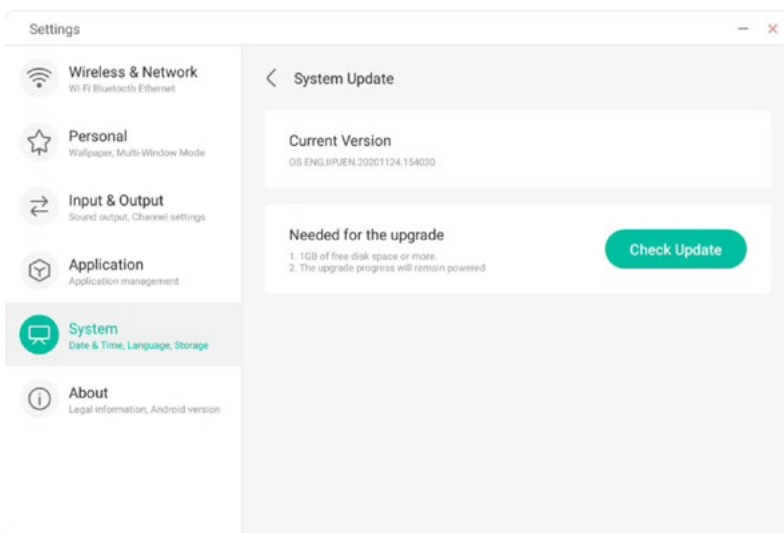 Settings
Wireless & Network
Wi-Fi Bluetooth Ethernet
Personal
Wallpaper, Multi-Window Mode
Input & Output
Sound output, Channel settings
Application
Application management
System
Date & Time, Language, Storage
About
Legal information, Android version
System Update
Current Version
OS ENG.IIPJEN.20201124.154030
Needed for the upgrade
1. 1GB of free disk space or more.
2. The upgrade progress will remain powered
Check Update